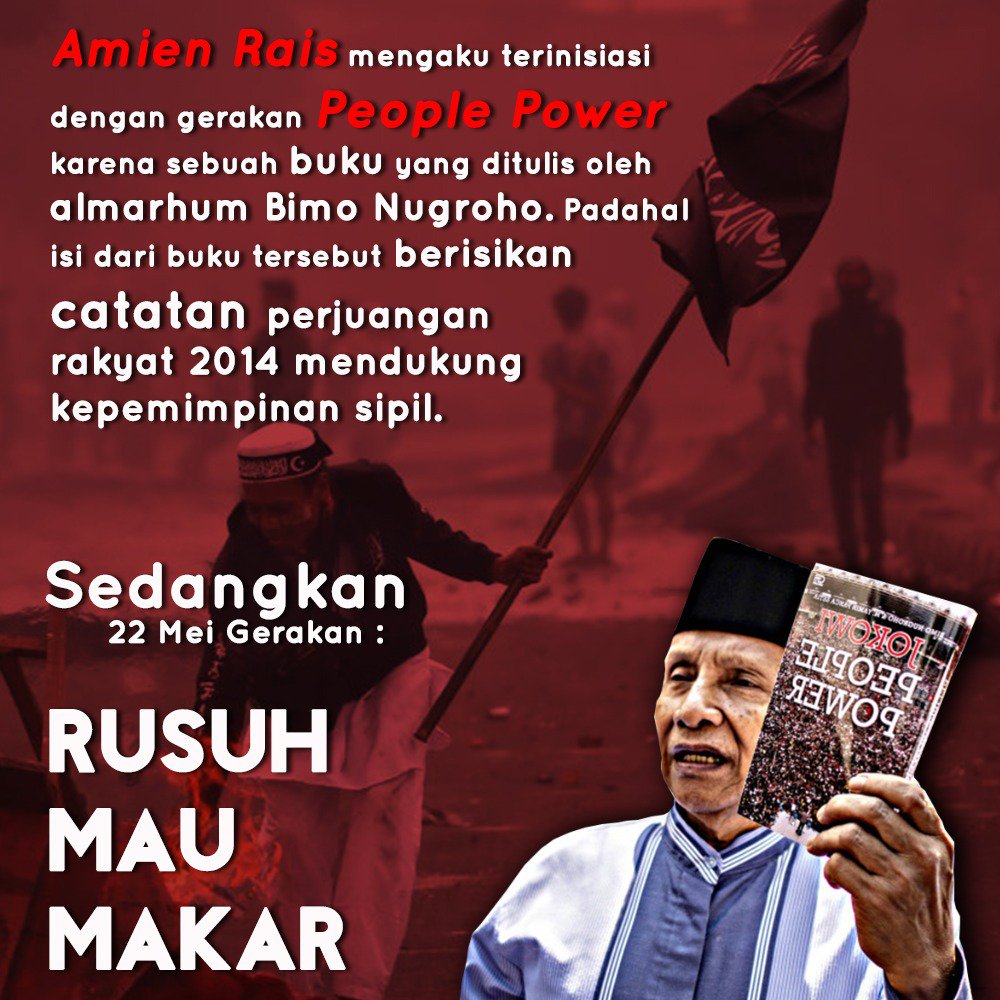 Amien Rais mengaku terinisiasi
dengan gerakan People Power
karena sebuah buku yang ditulis oleh
almarhum Bimo Nugroho. Padahal
isi dari buku tersebut berisikan
catatan perjuangan
rakyat 2014 mendukung
kepemimpinan sipil.
Sedangkan
22 Mei Gerakan :
RUSUH
MAU
MAKAR
BIMO NUGROHO &
JOKOWI
PEOPLE
POWER